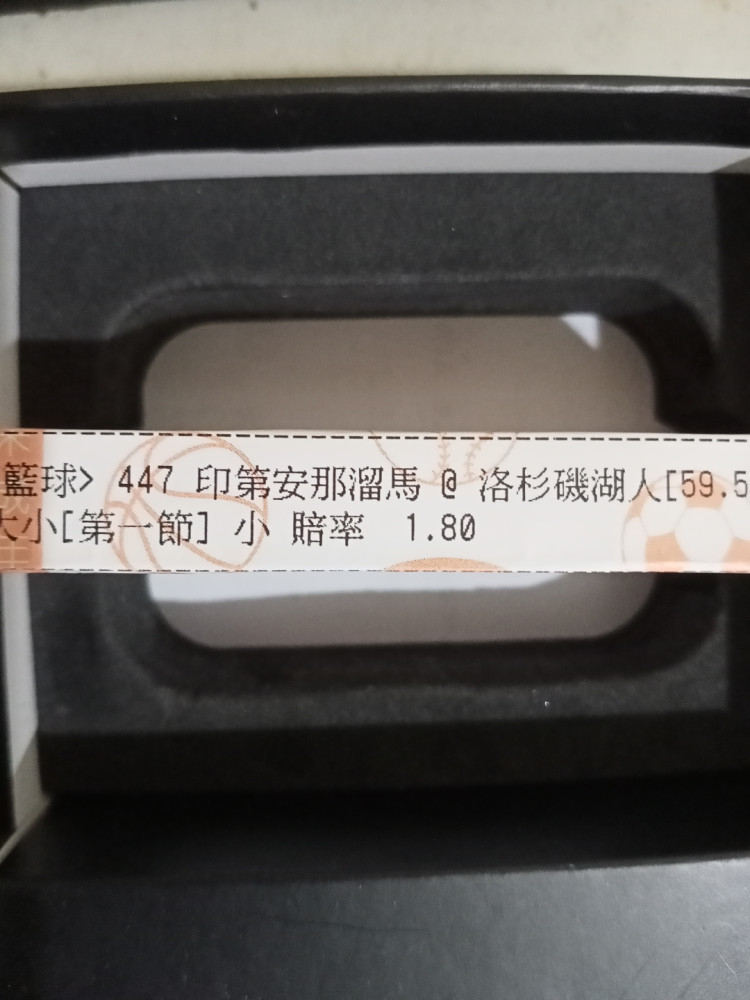 籃球> 447 印第安那溜馬 @ 洛杉磯湖人[59.5
大小[第一節] 小 賠率 1.80